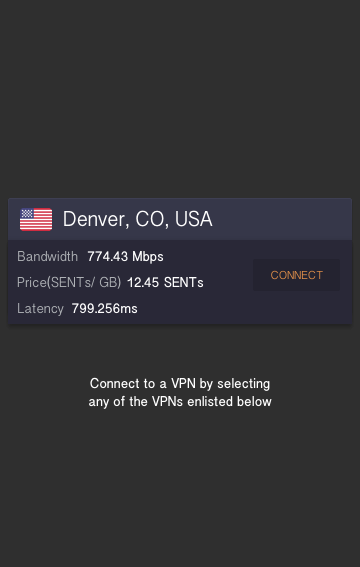 Denver, CO, USA
Bandwidth 774.43 Mbps
Price(SENTs/ GB) 12.45 SENTs
CONNECT
Latency 799.256ms
Connect to a VPN by selecting
any of the VPNs enlisted below